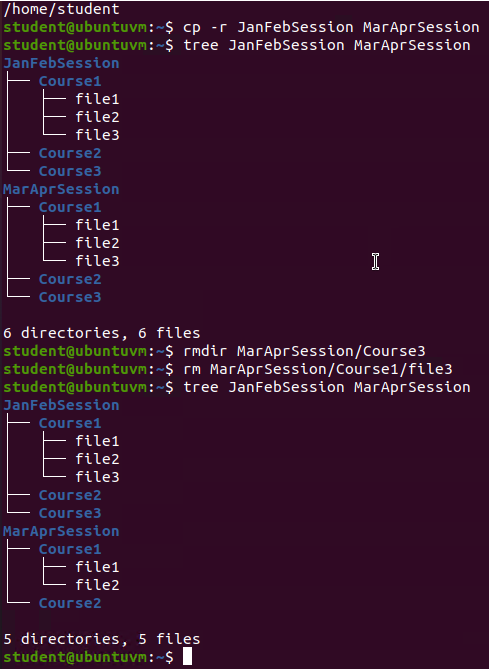 /home/student
student@ubuntuvm:~$ cp -r JanFebSession MarAprSession
student@ubuntuvm:~$ tree JanFebSession MarAprSession
JanFebSession
├── Course1
│   ├── file1
│   ├── file2
│   └── file3
├── Course2
└── Course3
MarAprSession
├── Course1
│   ├── file1
│   ├── file2
│   └── file3
├── Course2
└── Course3
6 directories, 6 files
student@ubuntuvm:~$ rmdir MarAprSession/Course3
student@ubuntuvm:~$ rm MarAprSession/Course1/file3
student@ubuntuvm:~$ tree JanFebSession MarAprSession
JanFebSession
├── Course1
│   ├── file1
│   ├── file2
│   └── file3
├── Course2
└── Course3
MarAprSession
├── Course1
│   ├── file1
│   └── file2
└── Course2
5 directories, 5 files
student@ubuntuvm:~$